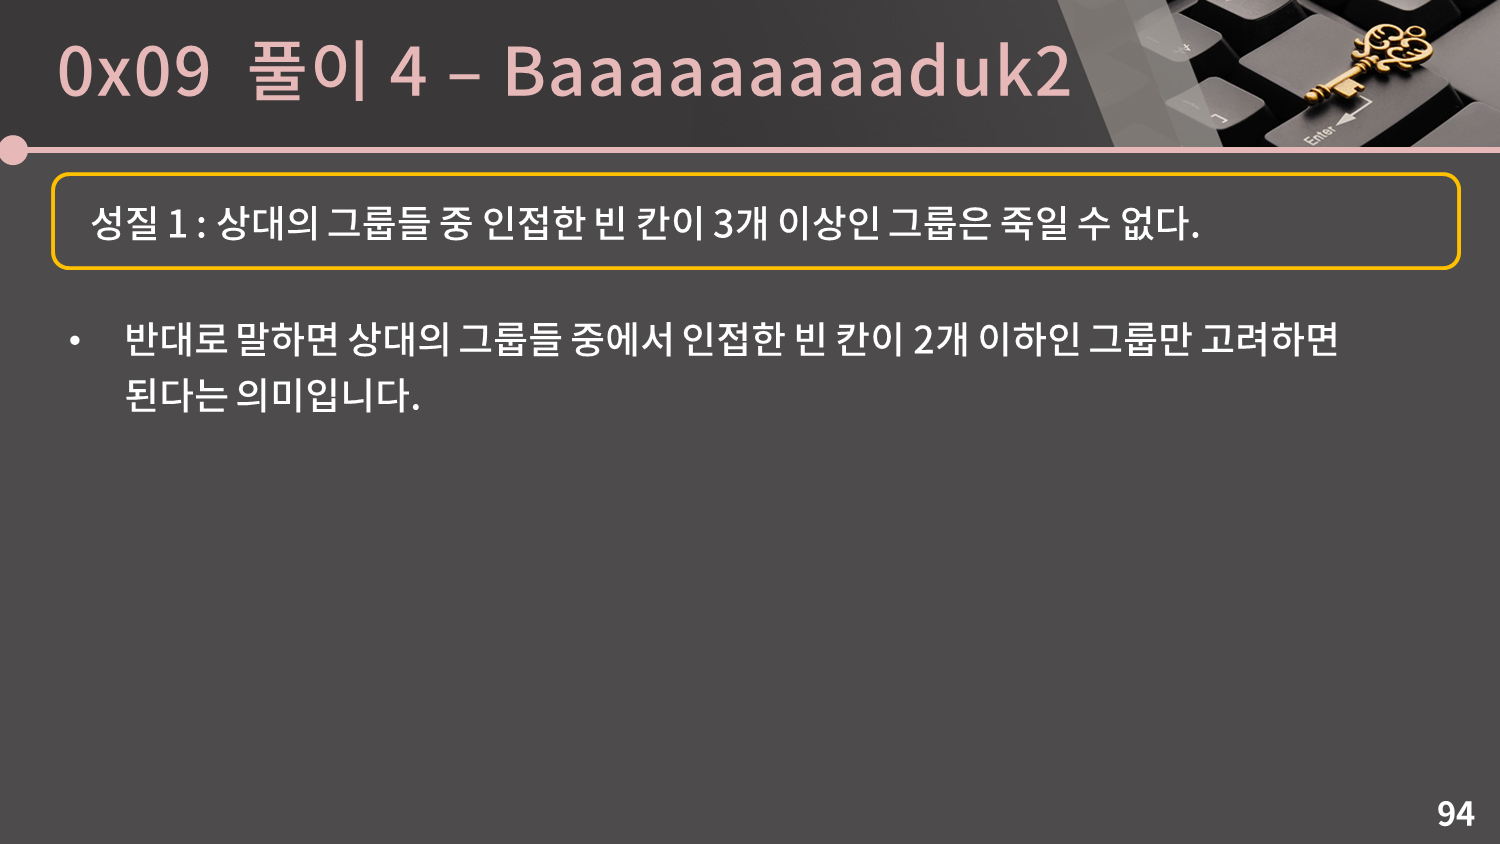 0x09 풀이 4 – Baaaaaaaaaduk2
Enter
성질 1 : 상대의 그룹들 중 인접한 빈 칸이 3개 이상인 그룹은 죽일 수 없다.
• 반대로 말하면 상대의 그룹들 중에서 인접한 빈 칸이 2개 이하인 그룹만 고려하면
된다는 의미입니다.
94